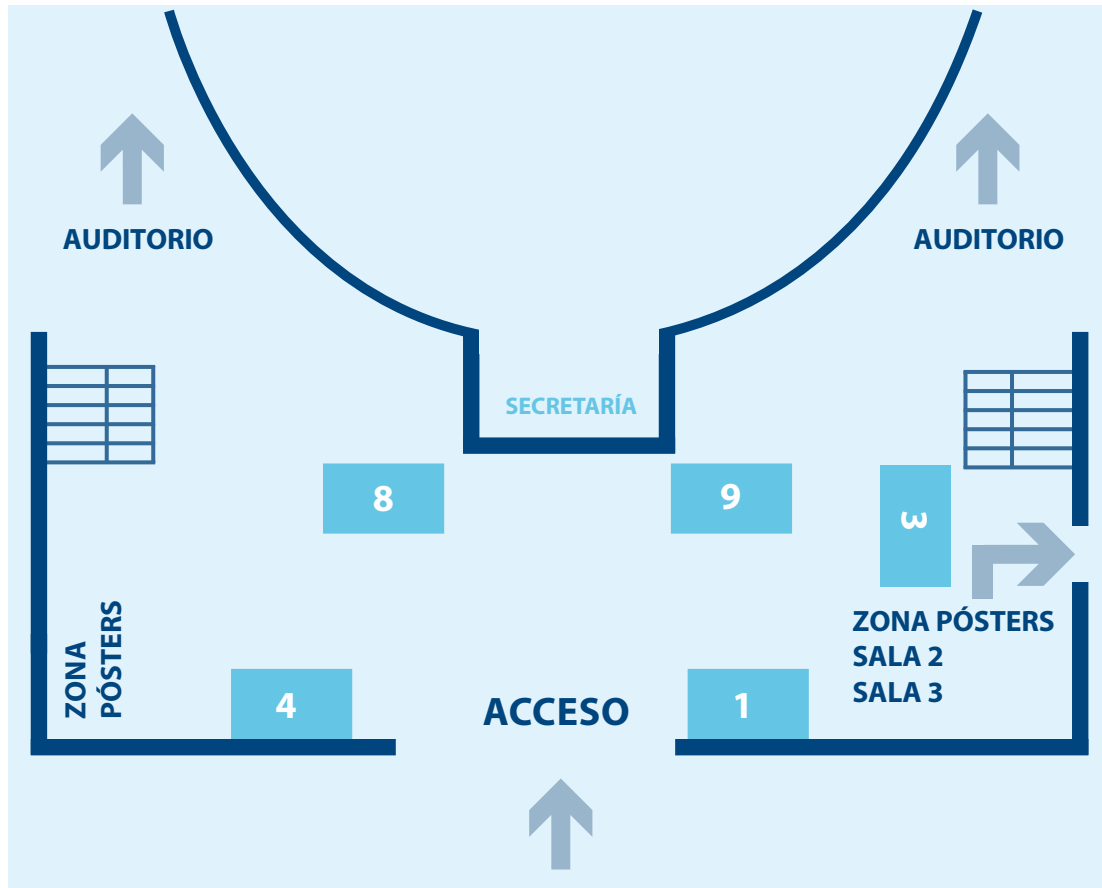 AUDITORIO
AUDITORIO
SECRETARÍA
8
9
3
ZONA
PÓSTERS
ZONA PÓSTERS
SALA 2
SALA 3
4
ACCESO
1